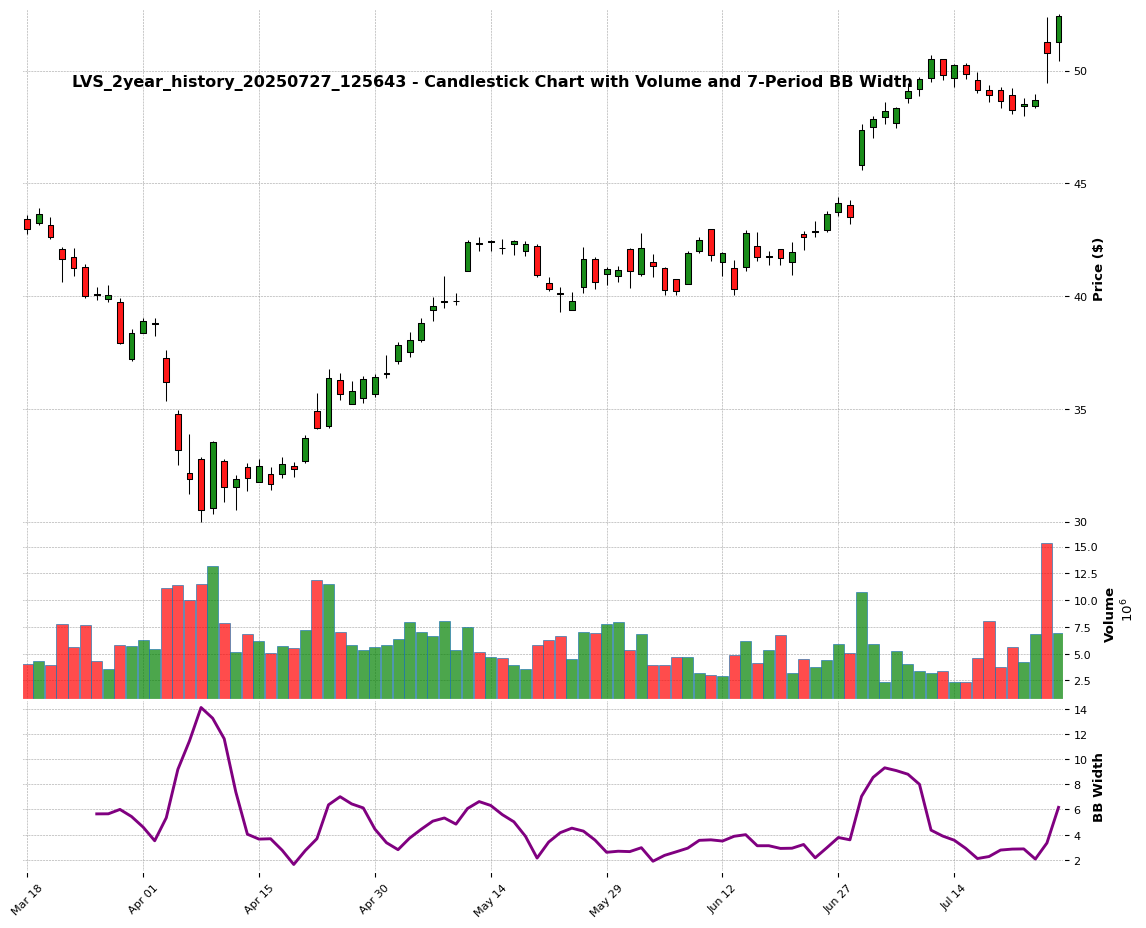 LVS_2year_history_20250727_125643 - Candlestick Chart with Volume and 7-Period BB Width
50
45
40
35
30
Price ($)
15.0
12.5
10.0
7.5
5.0
2.5
Volume
10^6
14
12
10
8
6
4
2
BB Width
Mar 18
Apr 01
Apr 15
Apr 30
May 14
May 29
Jun 12
Jun 27
Jul 14